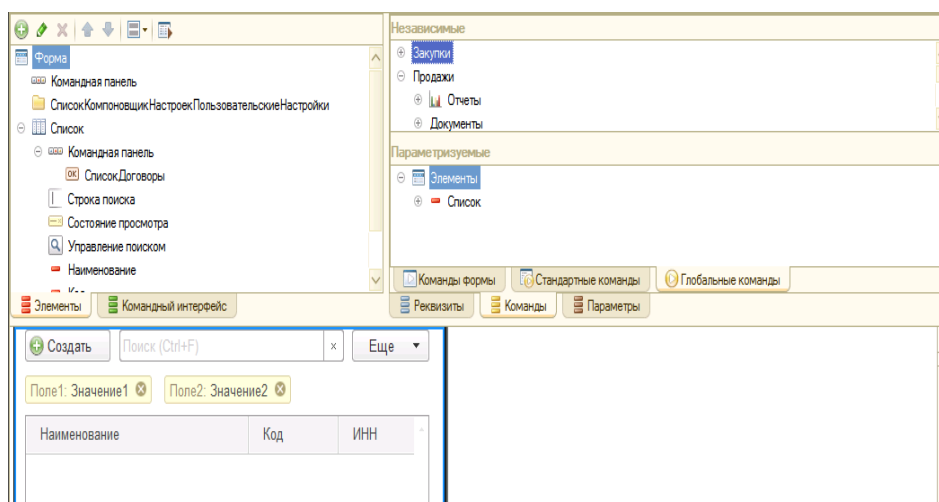 Форма
Командная панель
СписокКомпоновщикНастроекПользовательскиеНастройки
Список
Командная панель
ОК СписокДоговоры
Строка поиска
Состояние просмотра
Управление поиском
Наименование
Элементы Командный интерфейс
Независимые
Закупки
Продажи
Отчеты
Документы
Параметризуемые
Элементы
Список
Команды формы Стандартные команды Глобальные команды
Реквизиты Команды Параметры
Создать Поиск (Ctrl+F) x Еще
Поле1: Значение1 Поле2: Значение2
Наименование Код ИНН